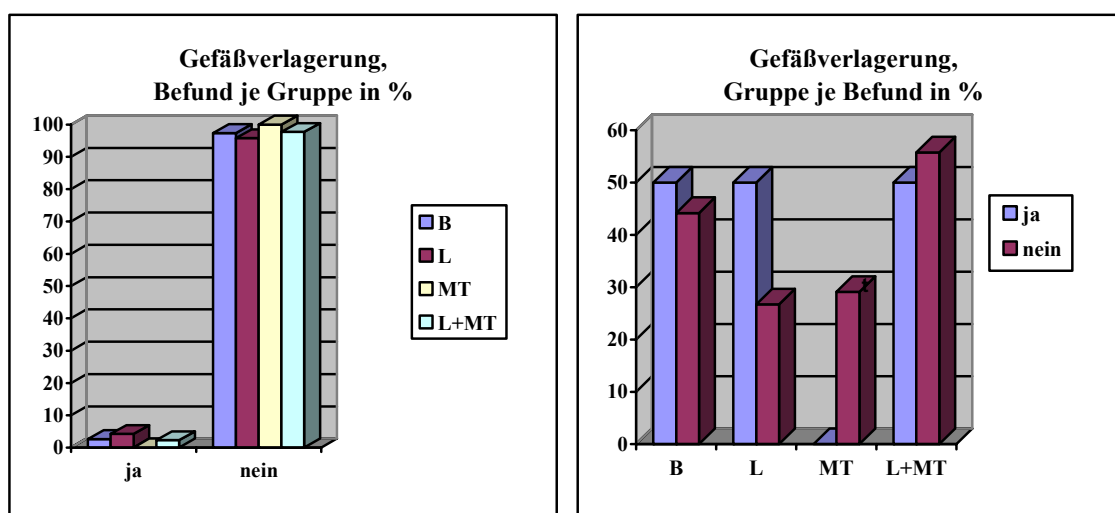 Gefäßverlagerung,
Befund je Gruppe in %
100
90
80
70
60
50
40
30
20
10
0
ja
nein
B
L
MT
L+MT
Gefäßverlagerung,
Gruppe je Befund in %
60
50
40
30
20
10
0
t
B
L
MT
L+MT
ja
nein